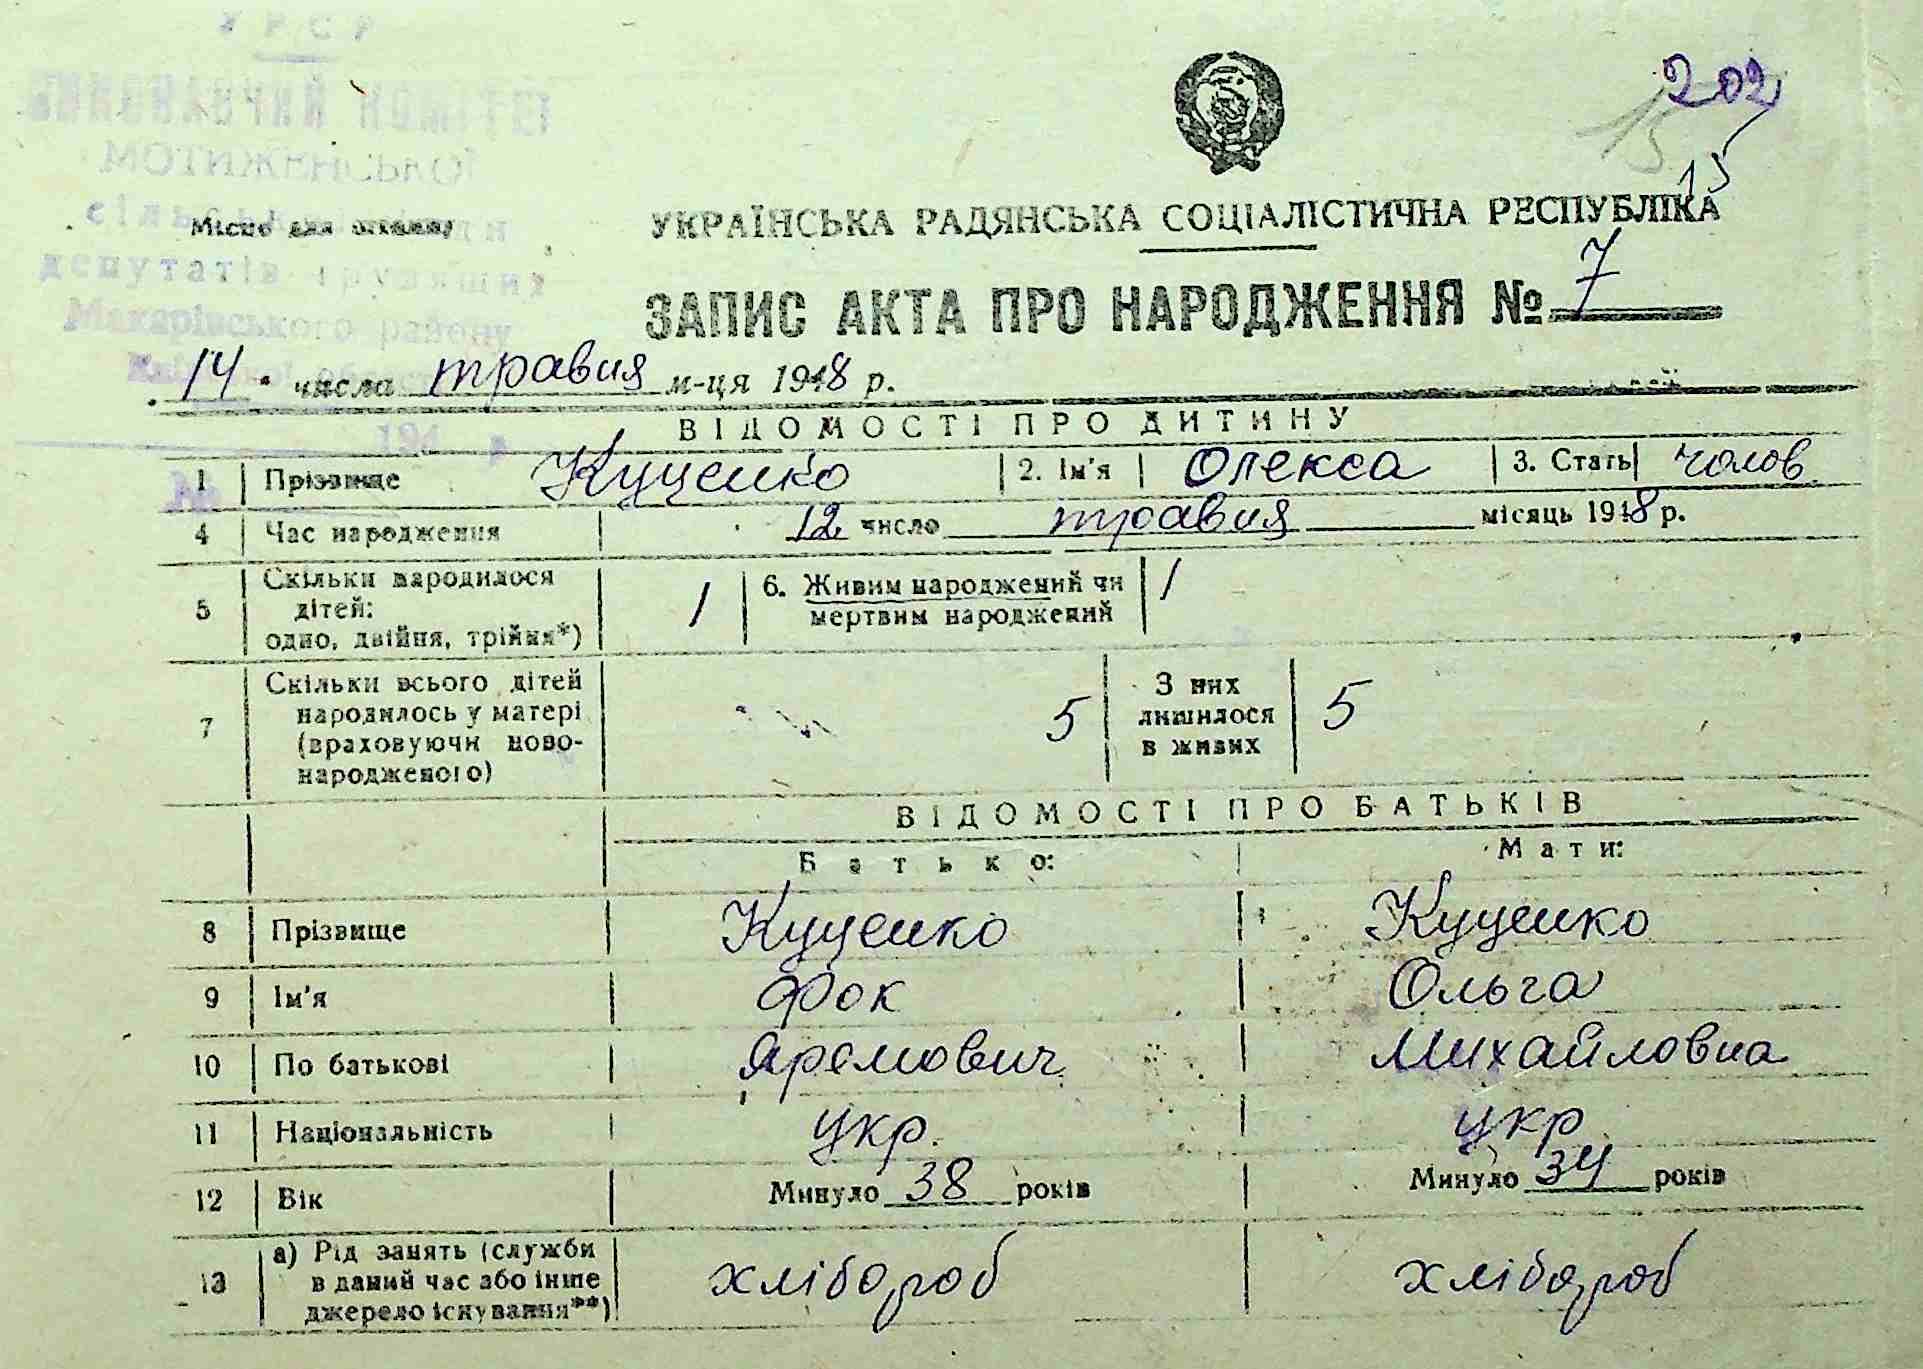 УРСР
ВИКОНАВЧИЙ КОМІТЕТ
МОТИЖЕНСЬКОЇ
сільської ради
депутатів трудящих
Макарівського району
194 р
№
202
15
15
Місце для штампу
УКРАЇНСЬКА РАДЯНСЬКА СОЦІАЛІСТИЧНА РЕСПУБЛІКА
ЗАПИС АКТА ПРО НАРОДЖЕННЯ № 7
14 числа травня м-ця 1948 р.
ВІДОМОСТІ ПРО ДИТИНУ
1 Прізвище Куценко 2. Ім'я Олекса 3. Стать чолов
4 Час народження 12 число травня місяць 1948 р.
5 Скільки народилося дітей: одно, двійня, трійня*) 1 6. Живим народжений чи мертвим народжений 1
7 Скільки всього дітей народилось у матері (враховуючи новонародженого) 5 З них лишилося в живих 5
ВІДОМОСТІ ПРО БАТЬКІВ
Батько: Мати:
8 Прізвище Куценко Куценко
9 Ім'я Фок Ольга
10 По батькові Яремович Михайловна
11 Національність укр. укр
12 Вік Минуло 38 років Минуло 34 років
13 а) Рід занять (служби в даний час або інше джерело існування**) хлібороб хлібороб